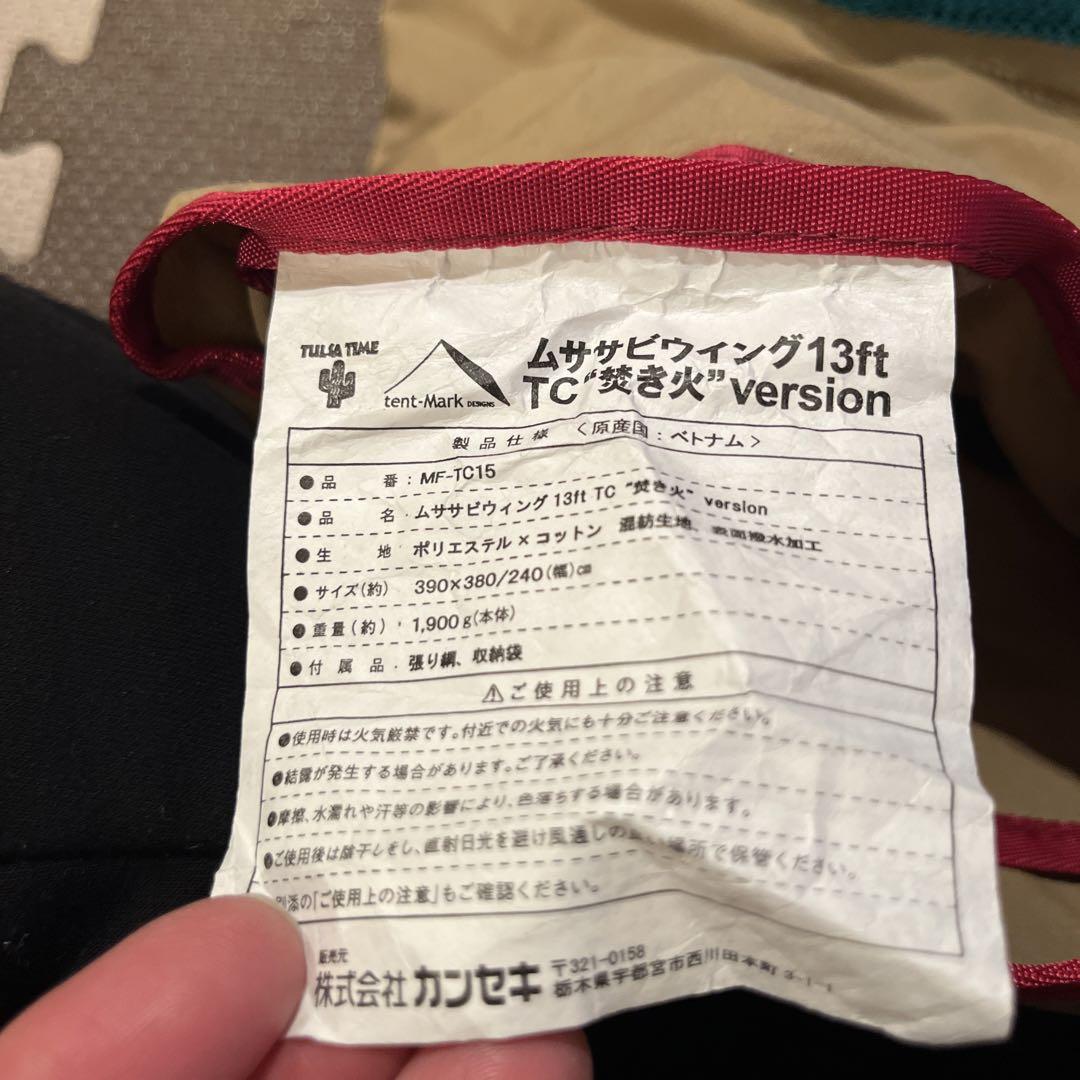 TULSA TIME
tent-Mark DESIGNS
ムササビウイング13ft
TC“焚き火”version
製品仕様 〈原産国：ベトナム〉
●品 番：MF-TC15
●品 名．ムササビウィング 13ft TC “焚き火” version
●生 地 ポリエステル×コットン 混紡生地、表面撥水加工
●サイズ(約) 390×380/240(幅)㎝
●重量(約)，1,900g(本体)
●付属品．張り綱、収納袋
⚠ご使用上の注意
●使用時は火気厳禁です。付近での火気にも十分ご注意ください。
●結露が発生する場合があります。ご了承ください。
●摩擦、水濡れや汗等の影響により、色落ちする場合があります。
●ご使用後は陰干しをし、直射日光を避け風通しの良い場所で保管ください。
別添の「ご使用上の注意」もご確認ください。
販売元
株式会社 カンセキ
〒321-0158
栃木県宇都宮市西川田本町 3-1-1